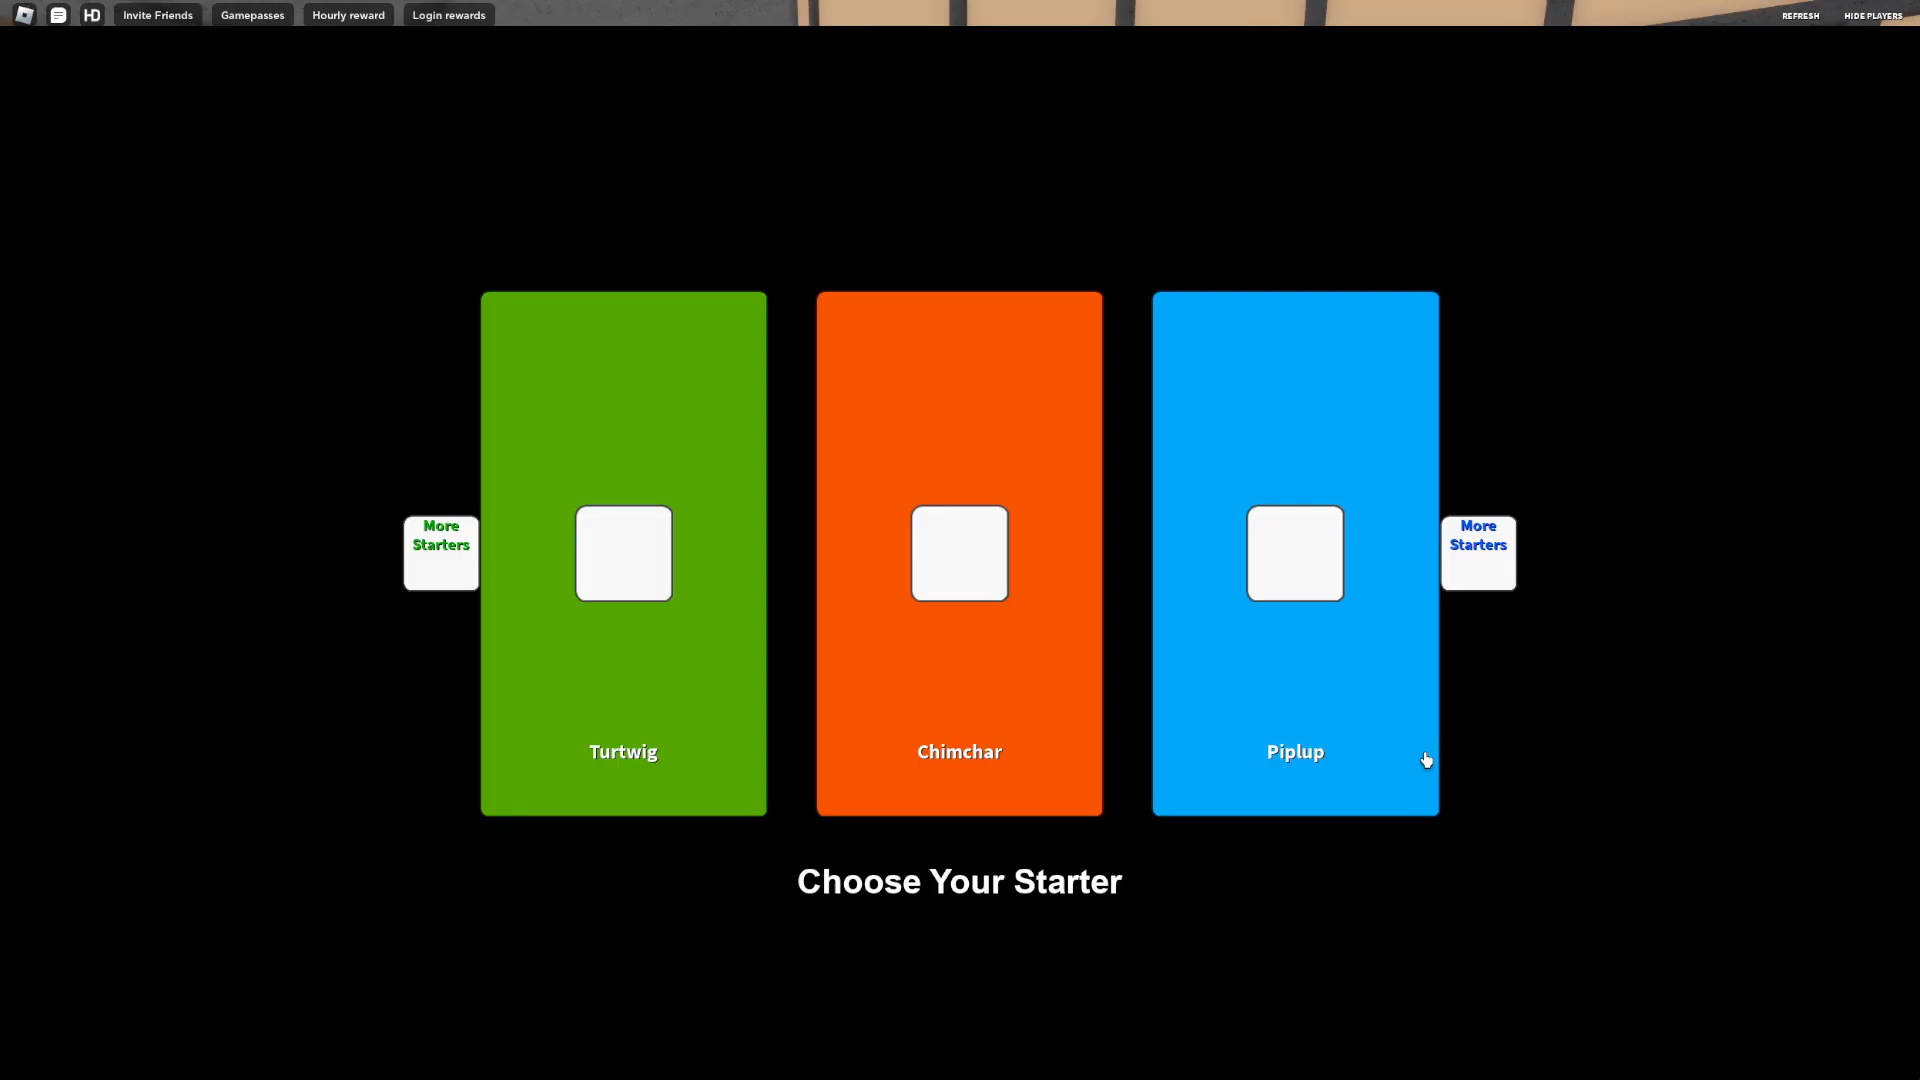 HD
Invite Friends
Gamepasses
Hourly reward
Login rewards
REFRESH
HIDE PLAYERS
More
Starters
More
Starters
Turtwig
Chimchar
Piplup
Choose Your Starter